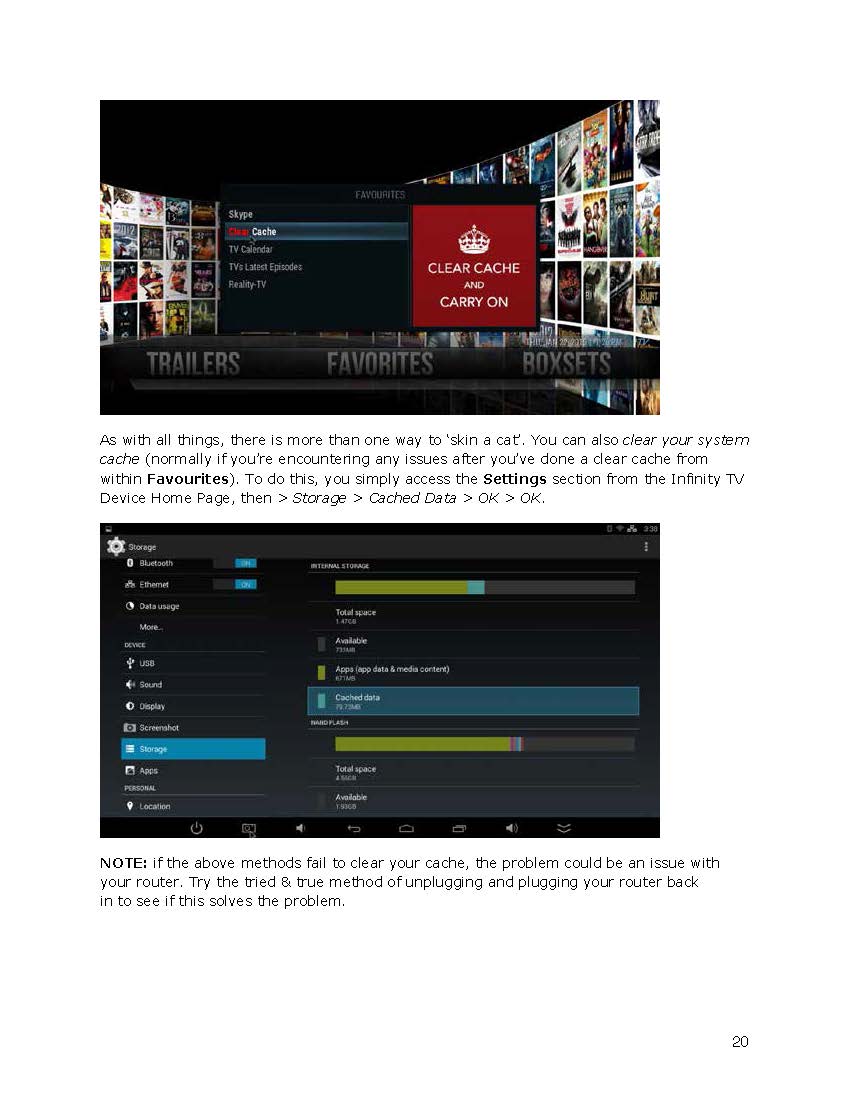 FAVOURITES
Skype
Clear Cache
TV Calendar
TVs Latest Episodes
Reality-TV
CLEAR CACHE
AND
CARRY ON
TRAILERS
FAVORITES
BOXSETS
As with all things, there is more than one way to ‘skin a cat’. You can also clear your system
cache (normally if you’re encountering any issues after you’ve done a clear cache from
within Favourites). To do this, you simply access the Settings section from the Infinity TV
Device Home Page, then > Storage > Cached Data > OK > OK.
3:38
Storage
Bluetooth ON
Ethernet ON
Data usage
More...
DEVICE
USB
Sound
Display
Screenshot
Storage
Apps
PERSONAL
Location
INTERNAL STORAGE
Total space
1.47GB
Available
733MB
Apps (app data & media content)
671MB
Cached data
79.73MB
NAND FLASH
Total space
Available
1.93GB
NOTE: if the above methods fail to clear your cache, the problem could be an issue with
your router. Try the tried & true method of unplugging and plugging your router back
in to see if this solves the problem.
20